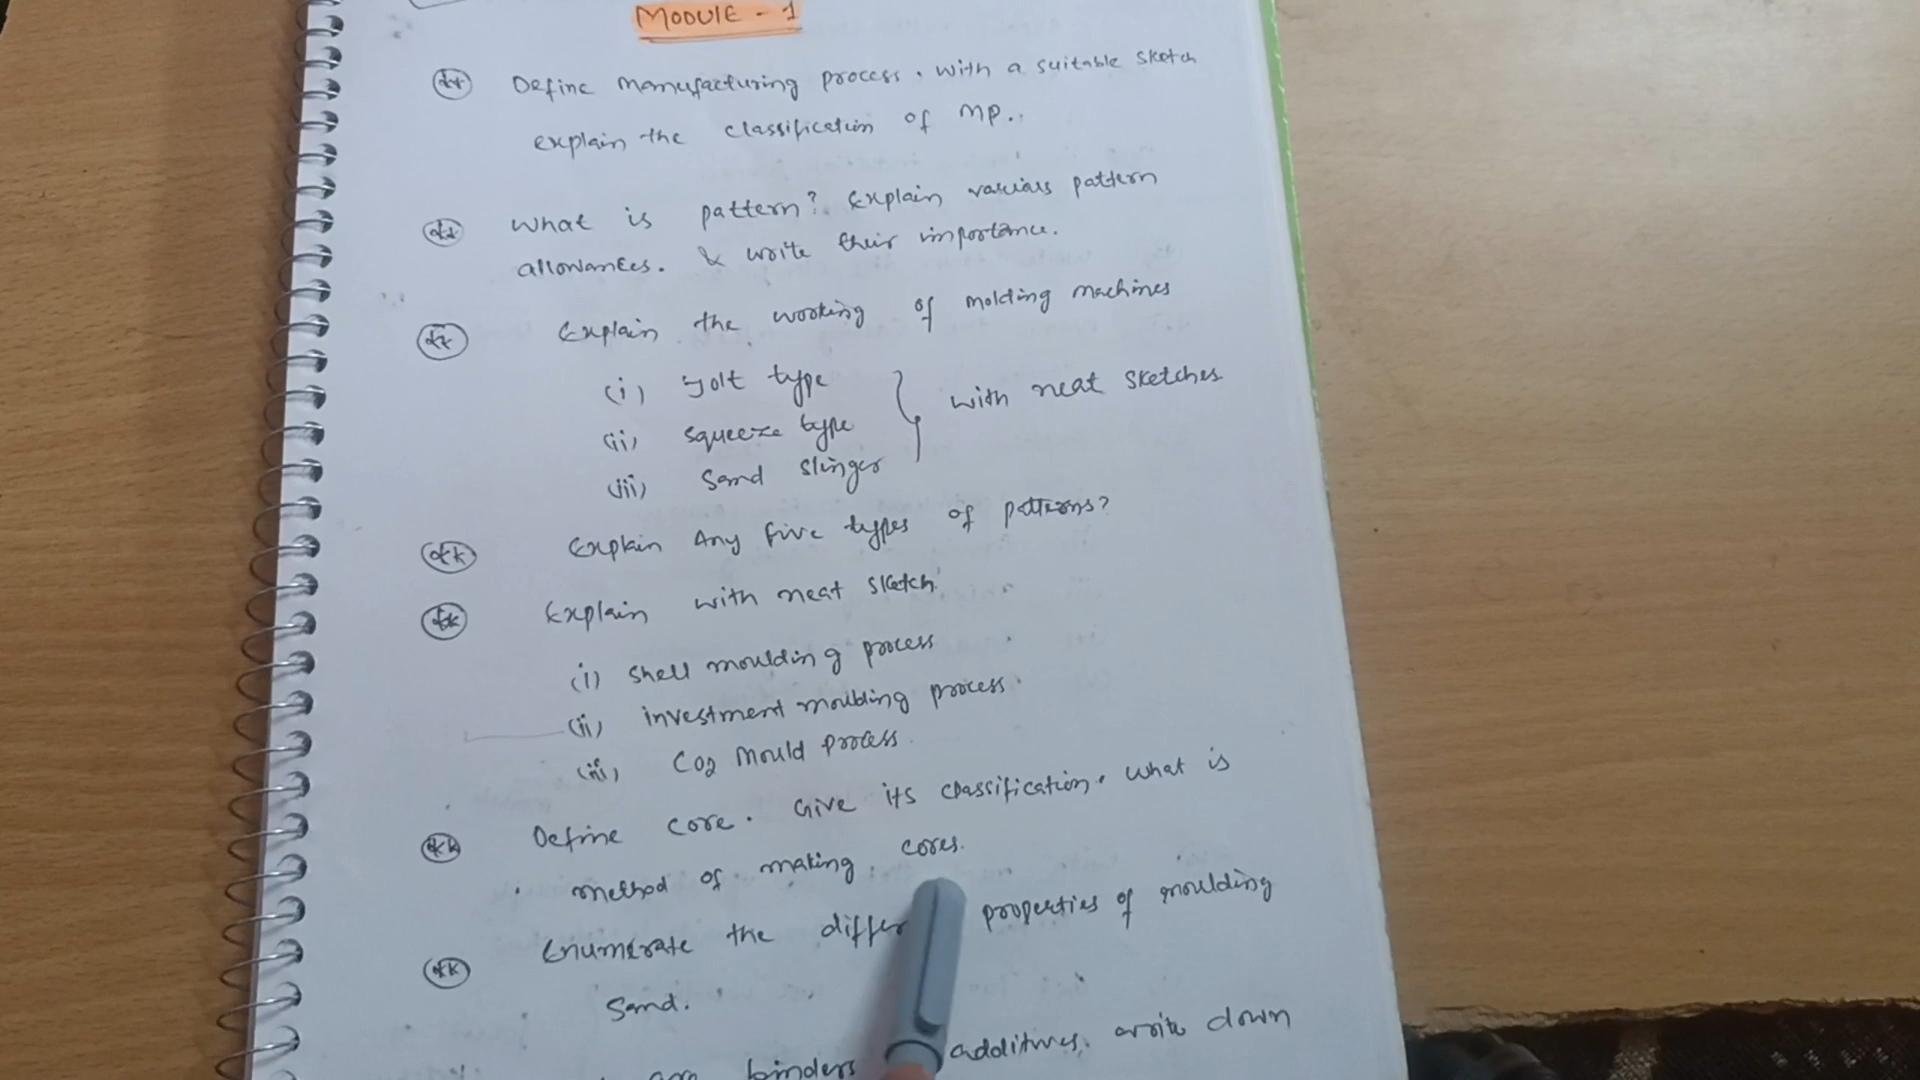 MODULE - 1
Define manufacturing process. With a suitable sketch
explain the classification of MP.
What is pattern? Explain various pattern
allowances. & write their importance.
Explain the working of molding machines
(i) Jolt type
(ii) squeeze type
(iii) Sand slinger
with neat sketches
Explain Any five types of patterns?
Explain with neat sketch
(i) Shell moulding process
(ii) investment moulding process.
(iii) CO2 Mould process.
Define core. Give its classification. What is
method of making cores.
Enumerate the differ properties of moulding
Sand.
binders additives. write down